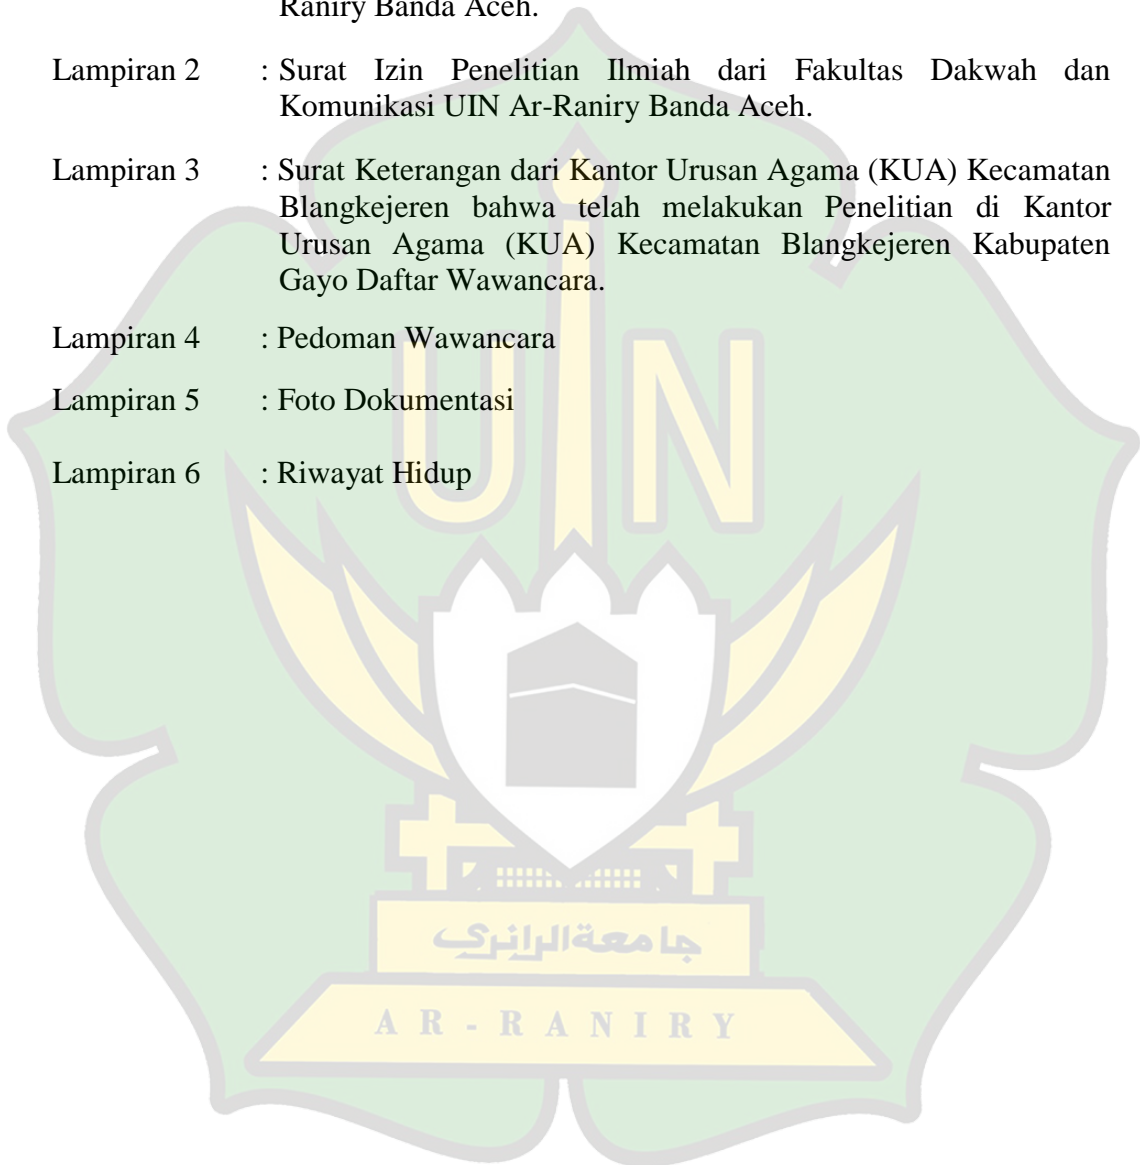 Raniry Banda Aceh.
Lampiran 2 : Surat Izin Penelitian Ilmiah dari Fakultas Dakwah dan
Komunikasi UIN Ar-Raniry Banda Aceh.
Lampiran 3 : Surat Keterangan dari Kantor Urusan Agama (KUA) Kecamatan
Blangkejeren bahwa telah melakukan Penelitian di Kantor
Urusan Agama (KUA) Kecamatan Blangkejeren Kabupaten
Gayo Daftar Wawancara.
Lampiran 4 : Pedoman Wawancara
Lampiran 5 : Foto Dokumentasi
Lampiran 6 : Riwayat Hidup
UIN
جامعة الرانري
AR-RANIRY